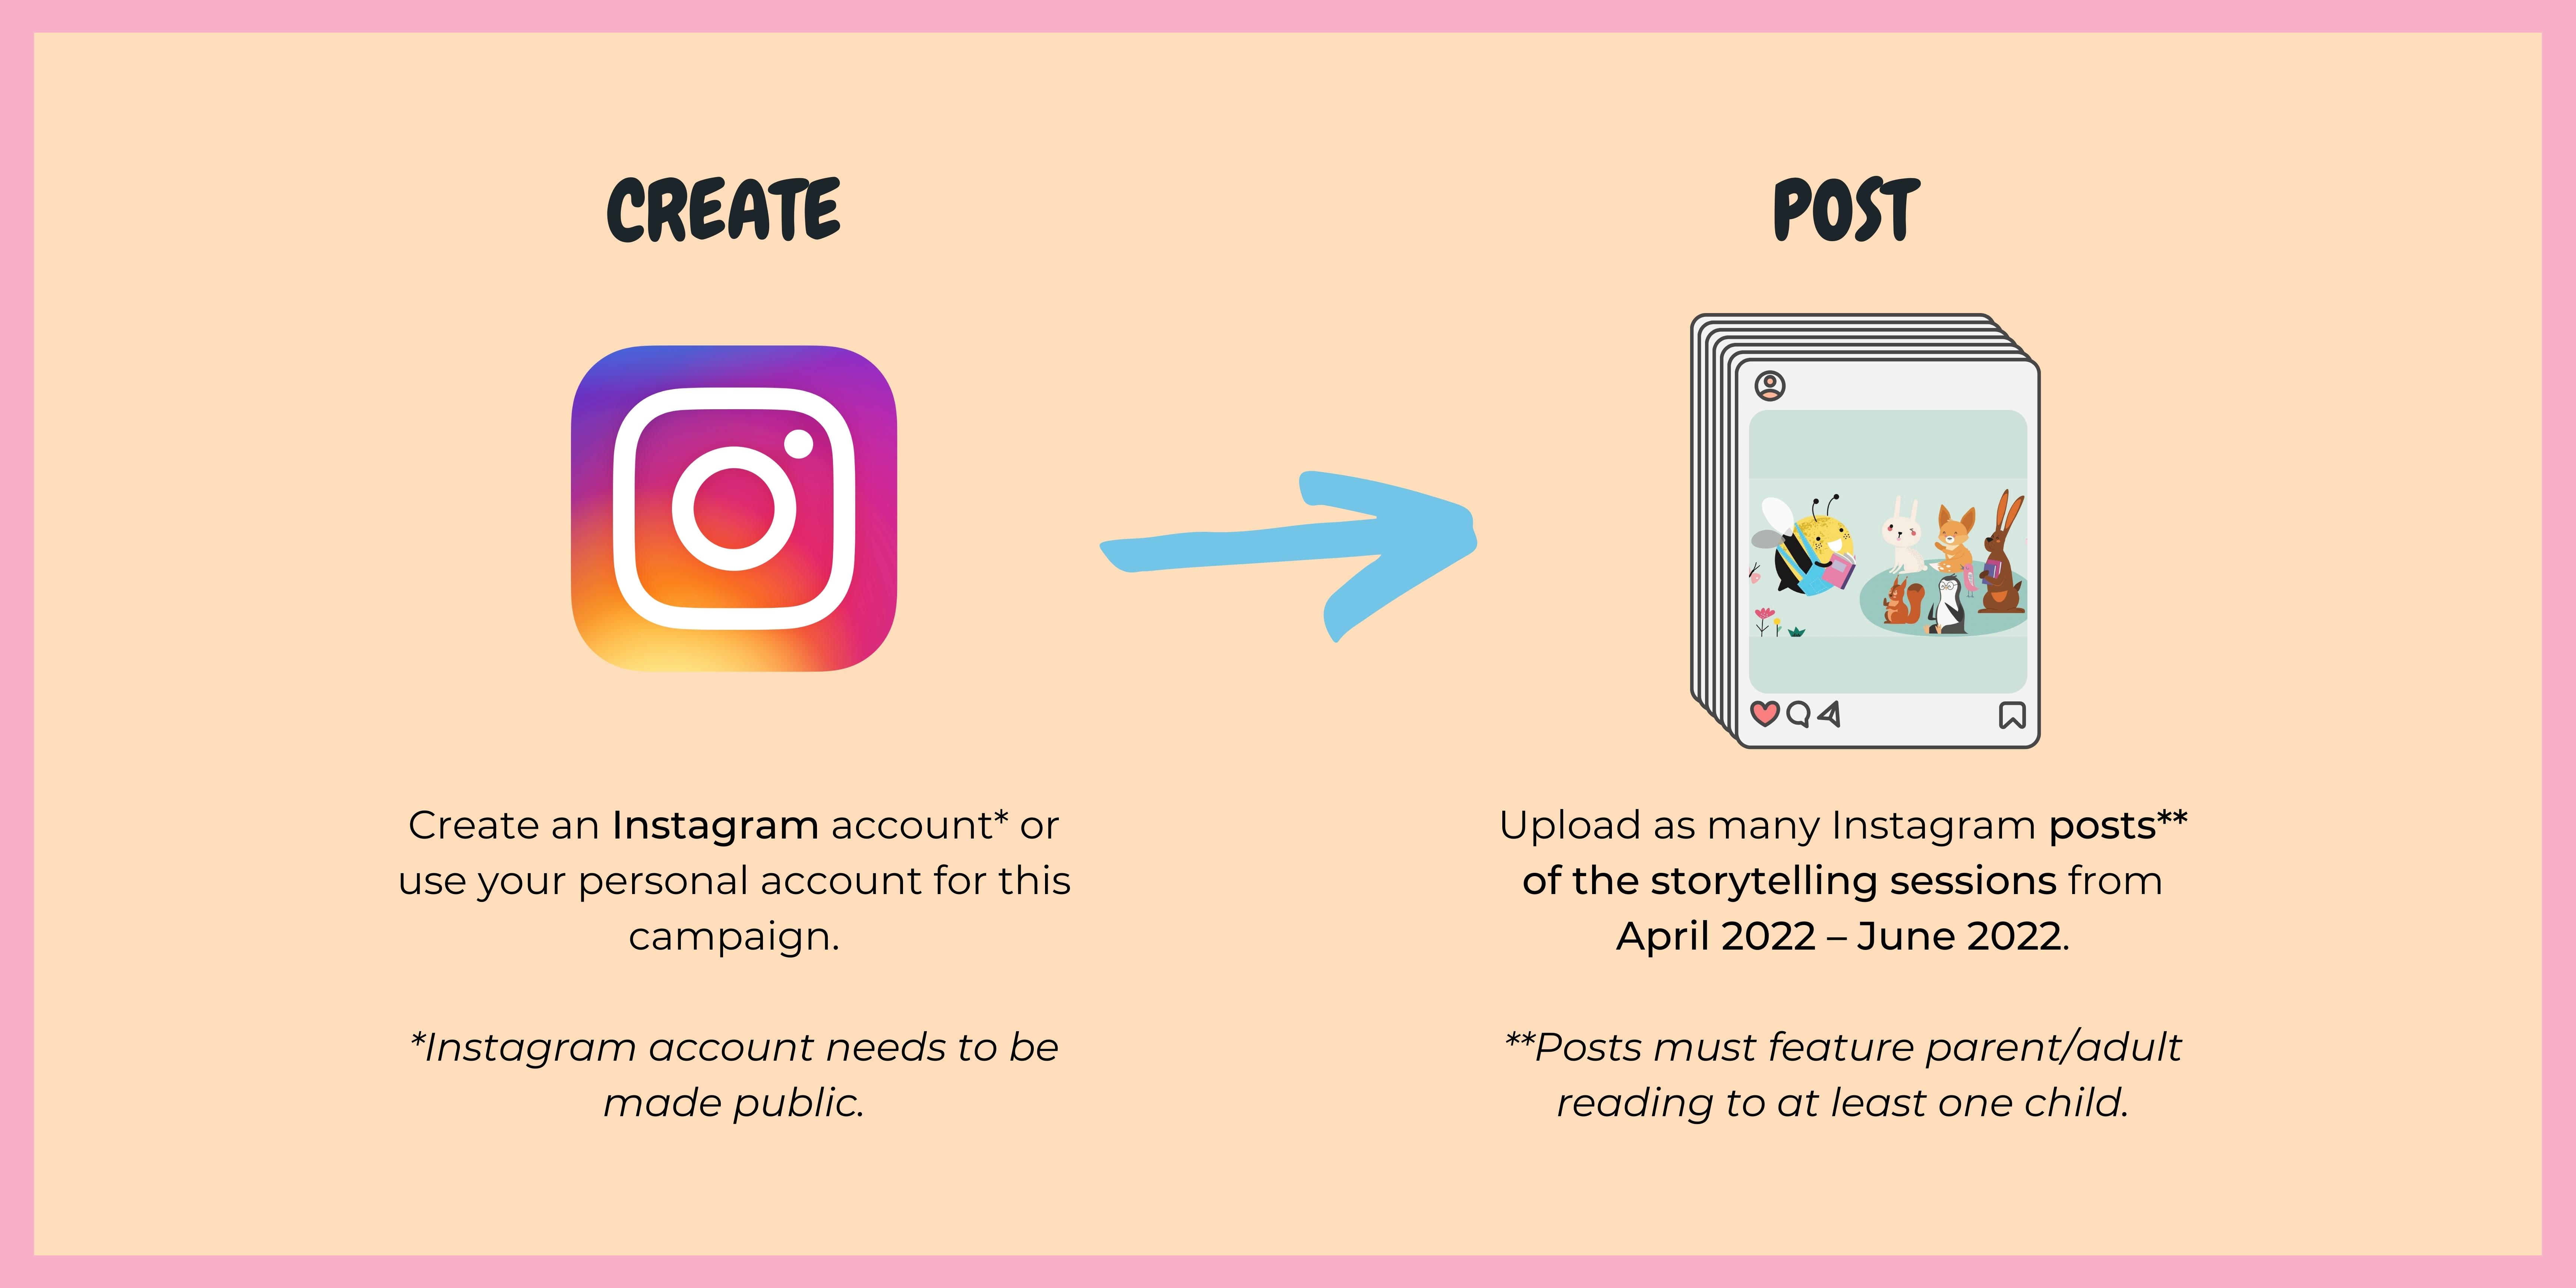 CREATE
Create an Instagram account* or
use your personal account for this
campaign.
*Instagram account needs to be
made public.
POST
Upload as many Instagram posts**
of the storytelling sessions from
April 2022 – June 2022.
**Posts must feature parent/adult
reading to at least one child.